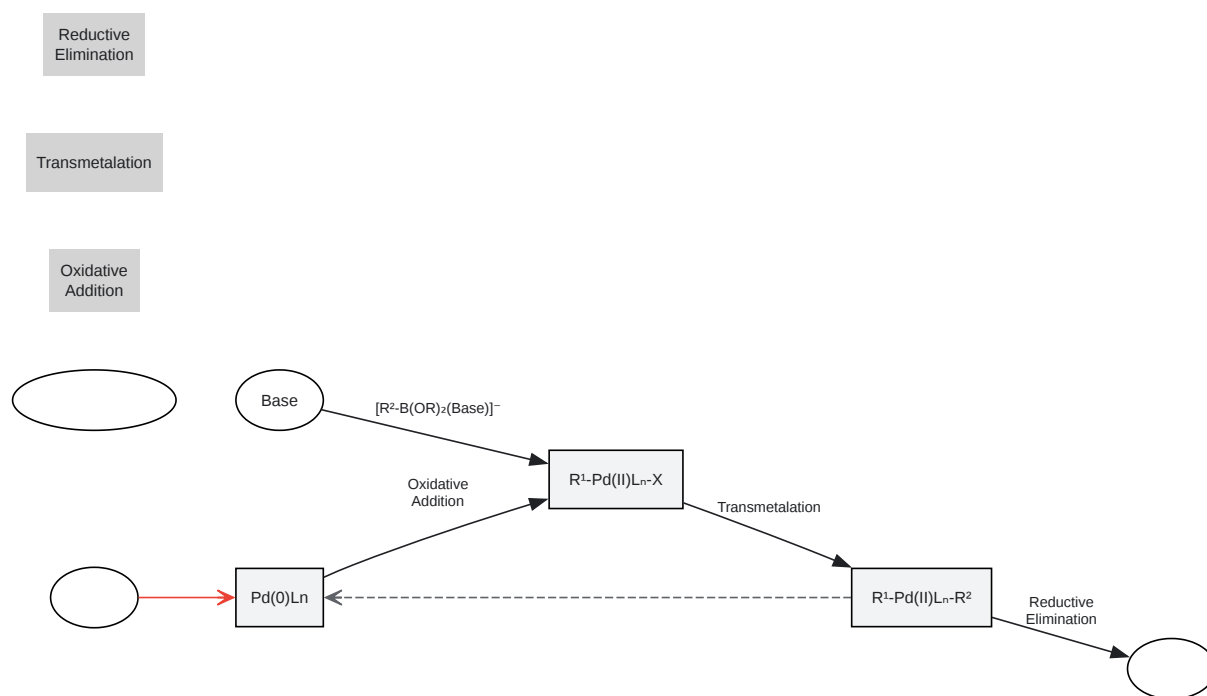 Reductive
Elimination
Transmetalation
Oxidative
Addition
Base
[R²-B(OR)₂(Base)]⁻
R¹-Pd(II)Lₙ-X
Oxidative
Addition
Transmetalation
Pd(0)Ln
R¹-Pd(II)Lₙ-R²
Reductive
Elimination